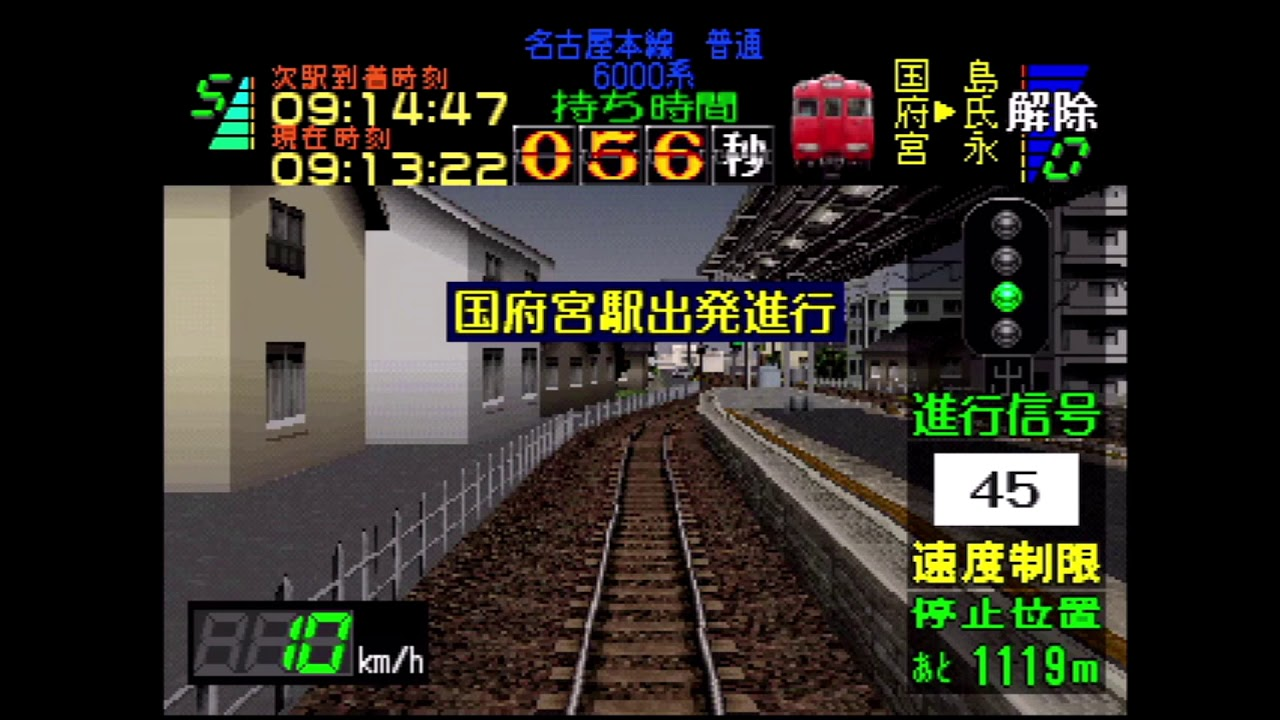 名古屋本線 普通
6000系
次駅到着時刻
09:14:47
現在時刻
09:13:22
持ち時間
056秒
国府宮▶島氏永
5
解除
0
国府宮駅出発進行
出
進行信号
45
速度制限
停止位置
あと 1119m
10 km/h